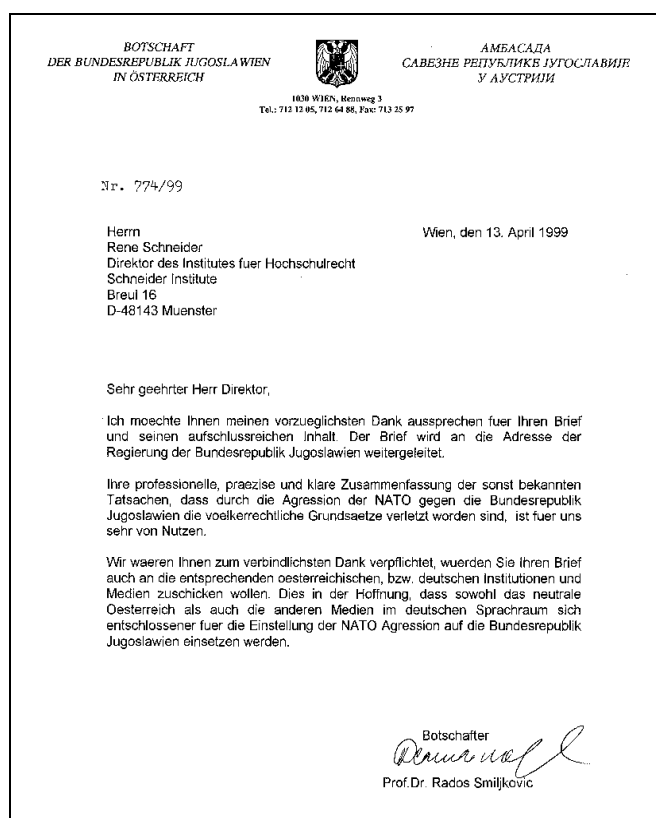 BOTSCHAFT
DER BUNDESREPUBLIK JUGOSLAWIEN
IN ÖSTERREICH
АМБАСАДА
САВЕЗНЕ РЕПУБЛИКЕ ЈУГОСЛАВИЈЕ
У АУСТРИЈИ
1030 WIEN, Rennweg 3
Tel.: 712 12 05, 712 64 88, Fax: 713 25 97
Nr. 774/99
Herrn
Rene Schneider
Direktor des Institutes fuer Hochschulrecht
Schneider Institute
Breul 16
D-48143 Muenster
Wien, den 13. April 1999
Sehr geehrter Herr Direktor,
Ich moechte Ihnen meinen vorzueglichsten Dank aussprechen fuer Ihren Brief
und seinen aufschlussreichen Inhalt. Der Brief wird an die Adresse der
Regierung der Bundesrepublik Jugoslawien weitergeleitet.
Ihre professionelle, praezise und klare Zusammenfassung der sonst bekannten
Tatsachen, dass durch die Agression der NATO gegen die Bundesrepublik
Jugoslawien die voelkerrechtliche Grundsaetze verletzt worden sind, ist fuer uns
sehr von Nutzen.
Wir waeren Ihnen zum verbindlichsten Dank verpflichtet, wuerden Sie Ihren Brief
auch an die entsprechenden oesterreichischen, bzw. deutschen Institutionen und
Medien zuschicken wollen. Dies in der Hoffnung, dass sowohl das neutrale
Oesterreich als auch die anderen Medien im deutschen Sprachraum sich
entschlossener fuer die Einstellung der NATO Agression auf die Bundesrepublik
Jugoslawien einsetzen werden.
Botschafter
Prof.Dr. Rados Smiljkovic